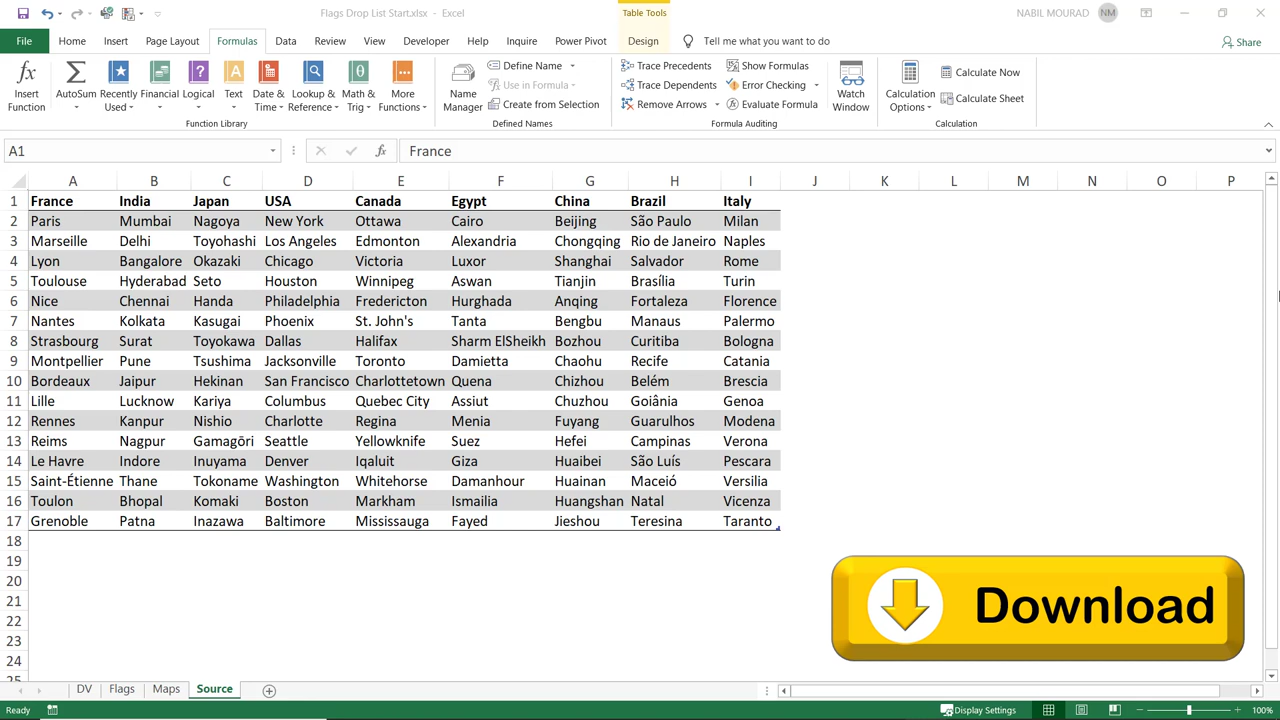 Flags Drop List Start.xlsx - Excel
Table Tools
NABIL MOURAD NM
File Home Insert Page Layout Formulas Data Review View Developer Help Inquire Power Pivot Design Tell me what you want to do Share
Insert Function
AutoSum
Recently Used
Financial
Logical
Text
Date & Time
Lookup & Reference
Math & Trig
More Functions
Function Library
Name Manager
Define Name
Use in Formula
Create from Selection
Defined Names
Trace Precedents
Trace Dependents
Remove Arrows
Show Formulas
Error Checking
Evaluate Formula
Formula Auditing
Watch Window
Calculation Options
Calculate Now
Calculate Sheet
Calculation
A1 fx France
A B C D E F G H I J K L M N O P
1 France India Japan USA Canada Egypt China Brazil Italy
2 Paris Mumbai Nagoya New York Ottawa Cairo Beijing São Paulo Milan
3 Marseille Delhi Toyohashi Los Angeles Edmonton Alexandria Chongqing Rio de Janeiro Naples
4 Lyon Bangalore Okazaki Chicago Victoria Luxor Shanghai Salvador Rome
5 Toulouse Hyderabad Seto Houston Winnipeg Aswan Tianjin Brasília Turin
6 Nice Chennai Handa Philadelphia Fredericton Hurghada Anqing Fortaleza Florence
7 Nantes Kolkata Kasugai Phoenix St. John's Tanta Bengbu Manaus Palermo
8 Strasbourg Surat Toyokawa Dallas Halifax Sharm ElSheikh Bozhou Curitiba Bologna
9 Montpellier Pune Tsushima Jacksonville Toronto Damietta Chaohu Recife Catania
10 Bordeaux Jaipur Hekinan San Francisco Charlottetown Quena Chizhou Belém Brescia
11 Lille Lucknow Kariya Columbus Quebec City Assiut Chuzhou Goiânia Genoa
12 Rennes Kanpur Nishio Charlotte Regina Menia Fuyang Guarulhos Modena
13 Reims Nagpur Gamagōri Seattle Yellowknife Suez Hefei Campinas Verona
14 Le Havre Indore Inuyama Denver Iqaluit Giza Huaibei São Luís Pescara
15 Saint-Étienne Thane Tokoname Washington Whitehorse Damanhour Huainan Maceió Versilia
16 Toulon Bhopal Komaki Boston Markham Ismailia Huangshan Natal Vicenza
17 Grenoble Patna Inazawa Baltimore Mississauga Fayed Jieshou Teresina Taranto
18
19
20
21
22
23
24
25
Download
DV Flags Maps Source
Ready Display Settings 100%